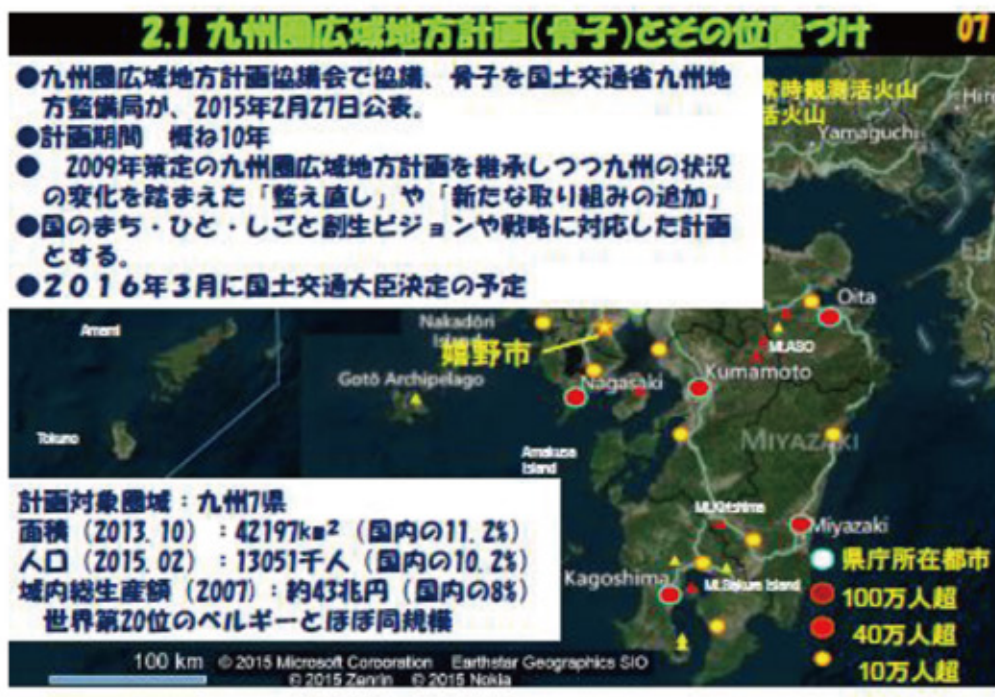 2.1 九州圏広域地方計画(骨子)とその位置づけ
07
●九州圏広域地方計画協議会で協議、骨子を国土交通省九州地
方整備局が、2015年2月27日公表。
●計画期間 概ね10年
● 2009年策定の九州圏広域地方計画を継承しつつ九州の状況
の変化を踏まえた「整え直し」や「新たな取り組みの追加」
●国のまち・ひと・しごと創生ビジョンや戦略に対応した計画
とする。
●2016年3月に国土交通大臣決定の予定
常時観測活火山
活火山
Yamaguchi
Oita
Amami
Nakadōri
Island
嬉野市
Mt.ASO
Kumamoto
Gotō Archipelago
Nagasaki
Tokuno
MIYAZAKI
Amakusa
Island
計画対象圏域:九州7県
面積(2013.10):42197km²(国内の11.2%)
人口(2015.02):13051千人(国内の10.2%)
域内総生産額(2007):約43兆円(国内の8%)
世界第20位のベルギーとほぼ同規模
Mt.Kirishima
Miyazaki
Kagoshima
県庁所在都市
100万人超
40万人超
10万人超
100 km
© 2015 Microsoft Corporation Earthstar Geographics SIO
© 2015 Zenrin © 2015 Nokia